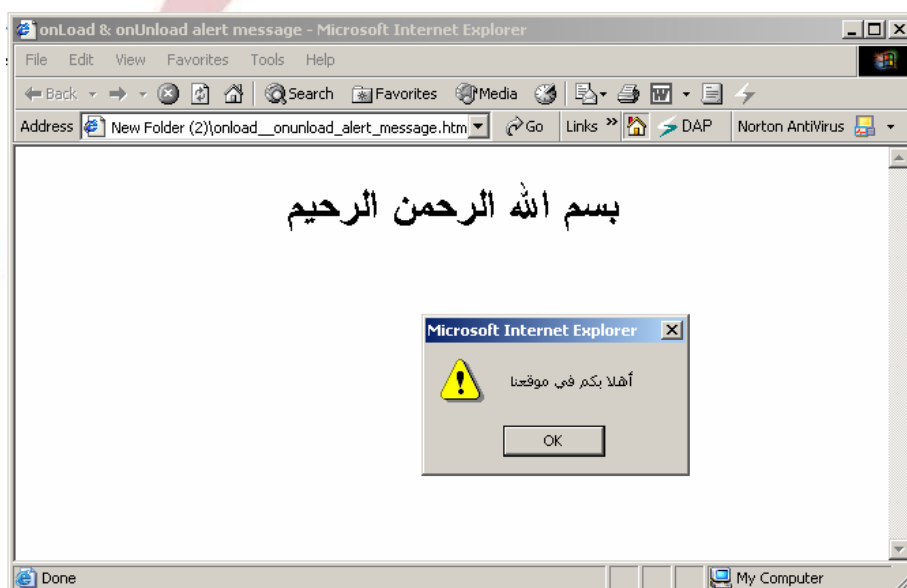 onLoad & onUnload alert message - Microsoft Internet Explorer
File Edit View Favorites Tools Help
Back Search Favorites Media
Address New Folder (2)\onload__onunload_alert_message.htm Go Links » DAP Norton AntiVirus
بسم الله الرحمن الرحيم
Microsoft Internet Explorer
أهلا بكم في موقعنا
OK
Done My Computer